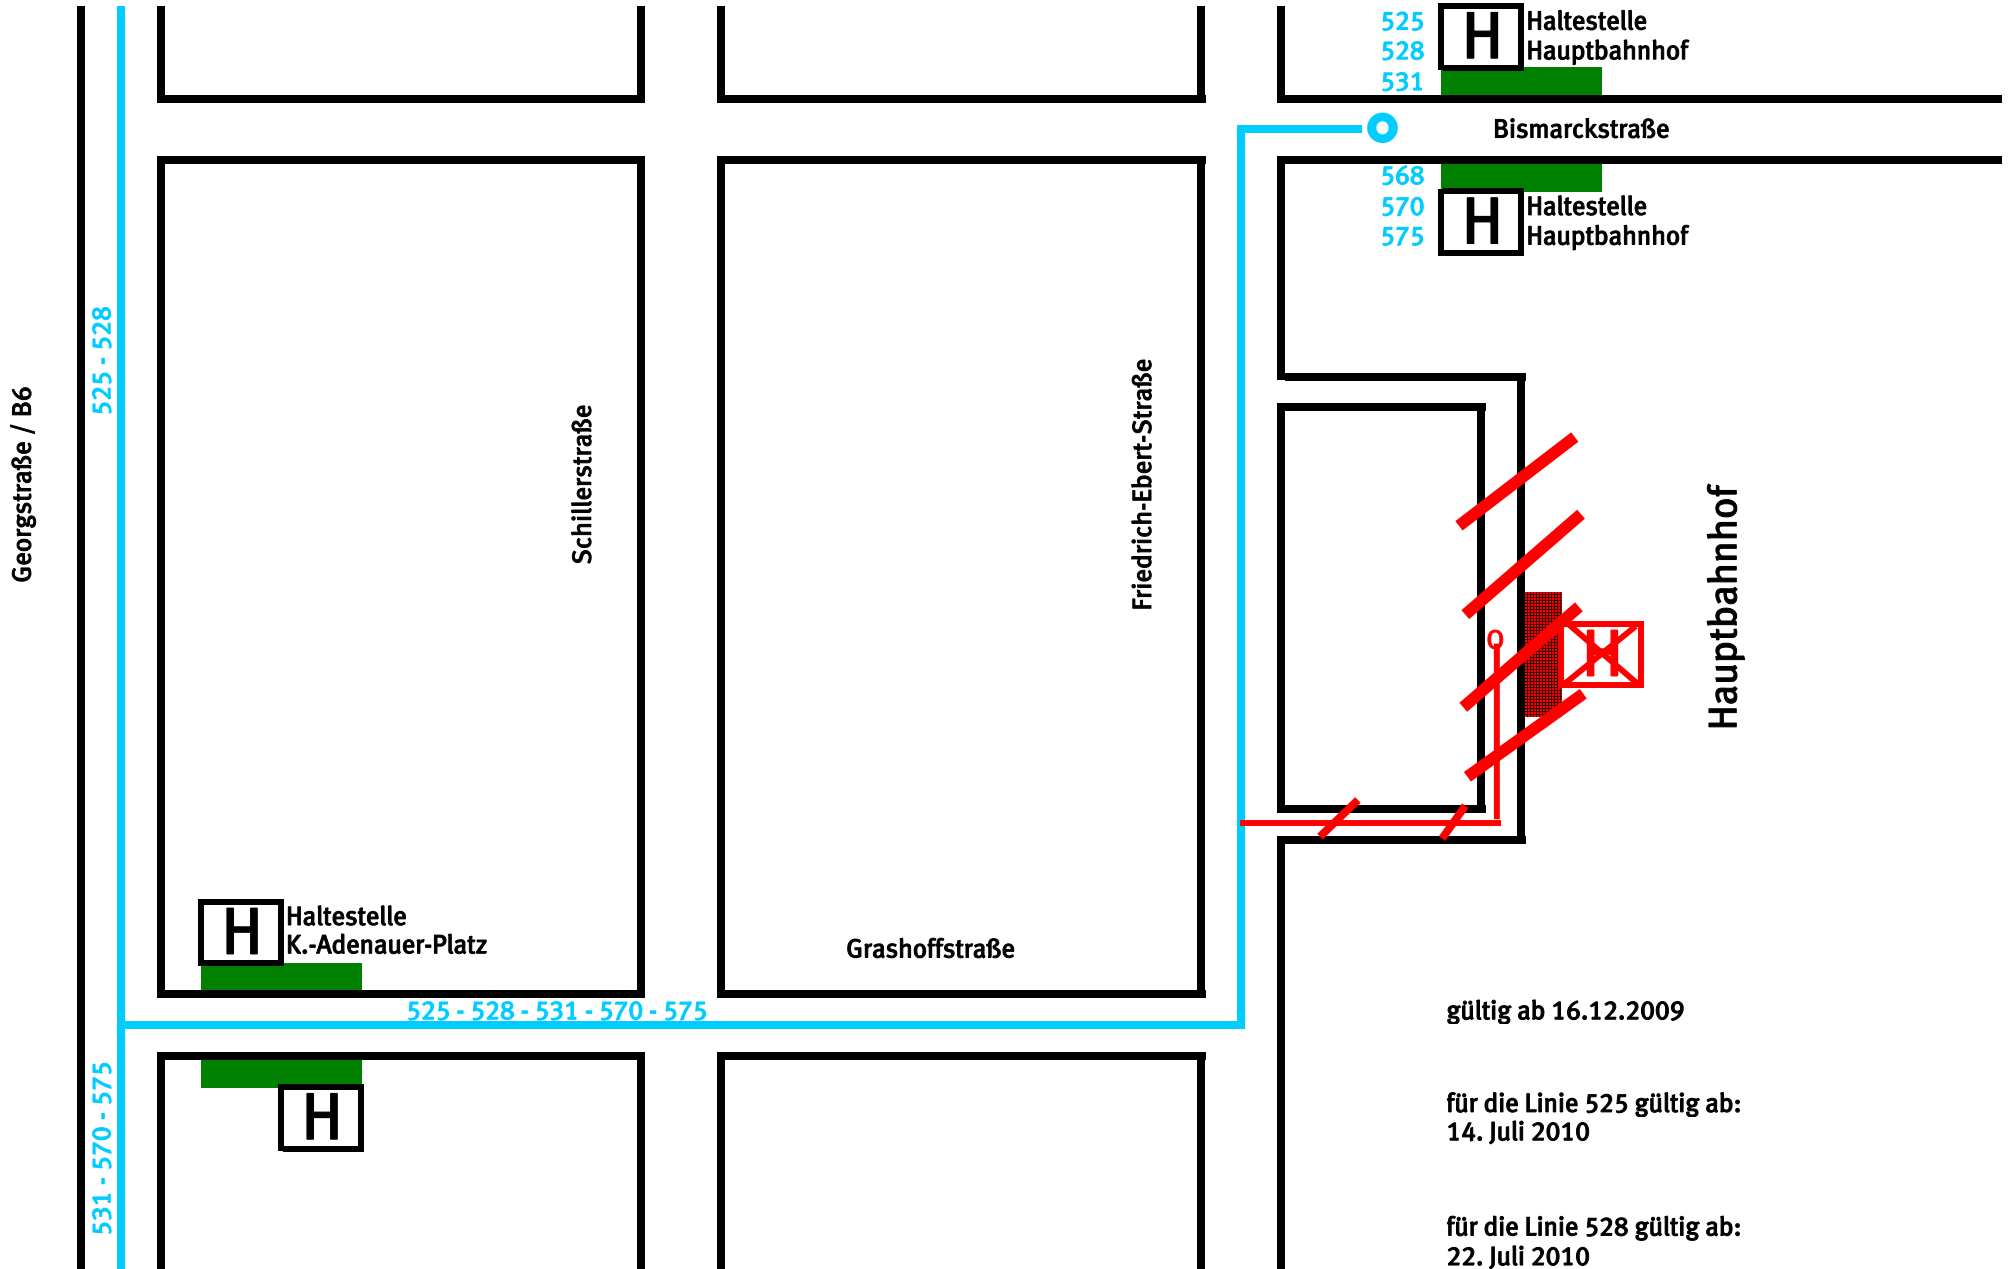 525
528
531
H
Haltestelle
Hauptbahnhof
Bismarckstraße
568
570
575
H
Haltestelle
Hauptbahnhof
525 - 528
Georgstraße / B6
Schillerstraße
Friedrich-Ebert-Straße
Hauptbahnhof
O
H
H
Haltestelle
K.-Adenauer-Platz
Grashoffstraße
525 - 528 - 531 - 570 - 575
531 - 570 - 575
H
gültig ab 16.12.2009
für die Linie 525 gültig ab:
14. Juli 2010
für die Linie 528 gültig ab:
22. Juli 2010